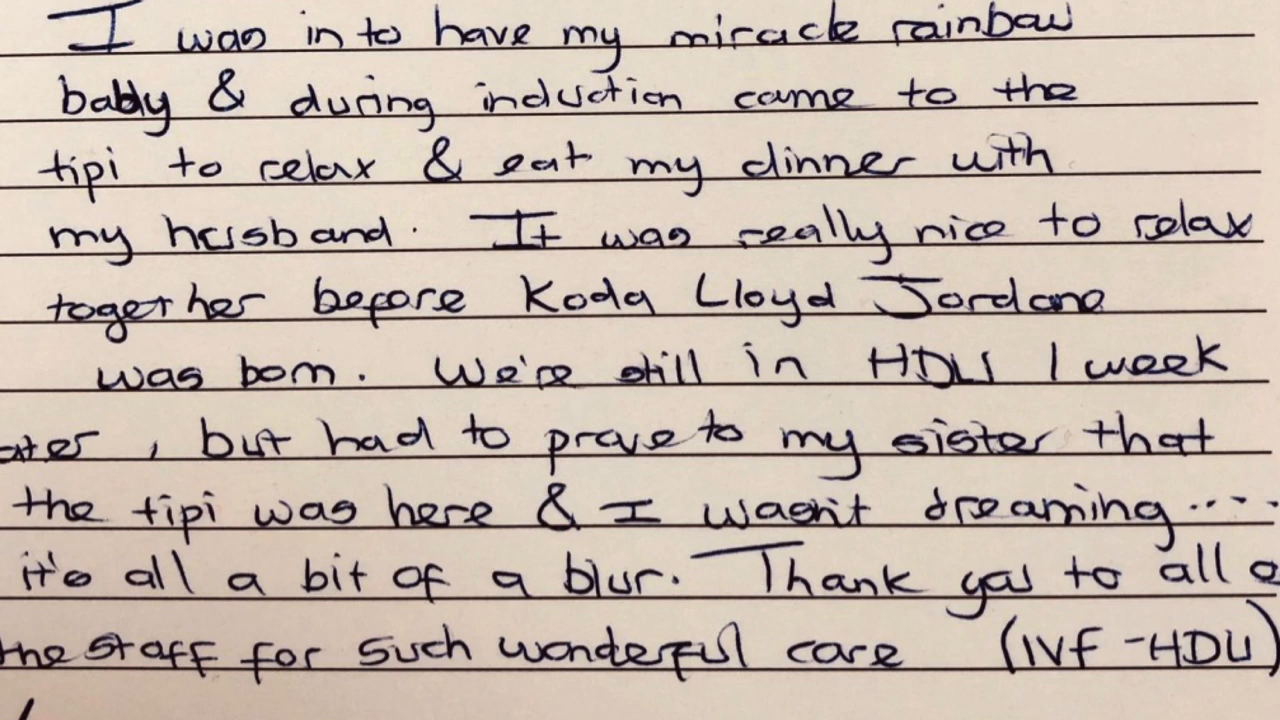 I was in to have my miracle rainbow
baby & during induction came to the
tipi to relax & eat my dinner with
my husband. It was really nice to relax
together before Koda Lloyd Jordane
was born. We're still in HDU 1 week
ater, but had to prove to my sister that
the tipi was here & I wasn't dreaming....
it's all a bit of a blur. Thank you to all o
the staff for such wonderful care (IVF-HDU)